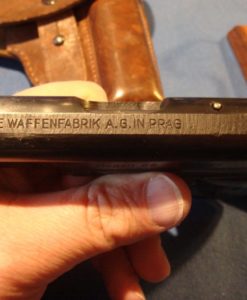 E WAFFENFABRIK A.G. IN PRAG